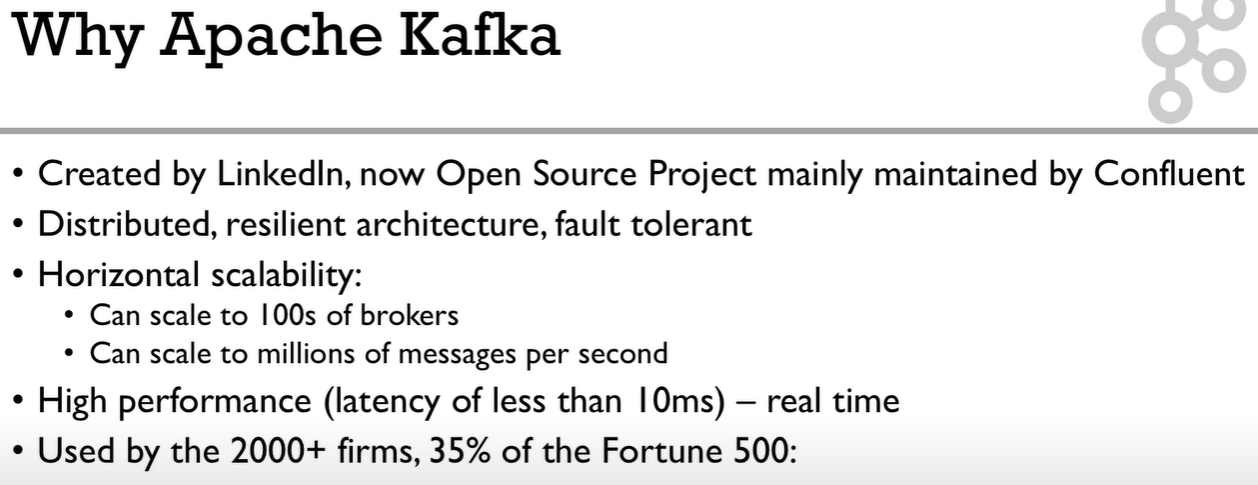 Why Apache Kafka
• Created by LinkedIn, now Open Source Project mainly maintained by Confluent
• Distributed, resilient architecture, fault tolerant
• Horizontal scalability:
• Can scale to 100s of brokers
• Can scale to millions of messages per second
• High performance (latency of less than 10ms) – real time
• Used by the 2000+ firms, 35% of the Fortune 500: